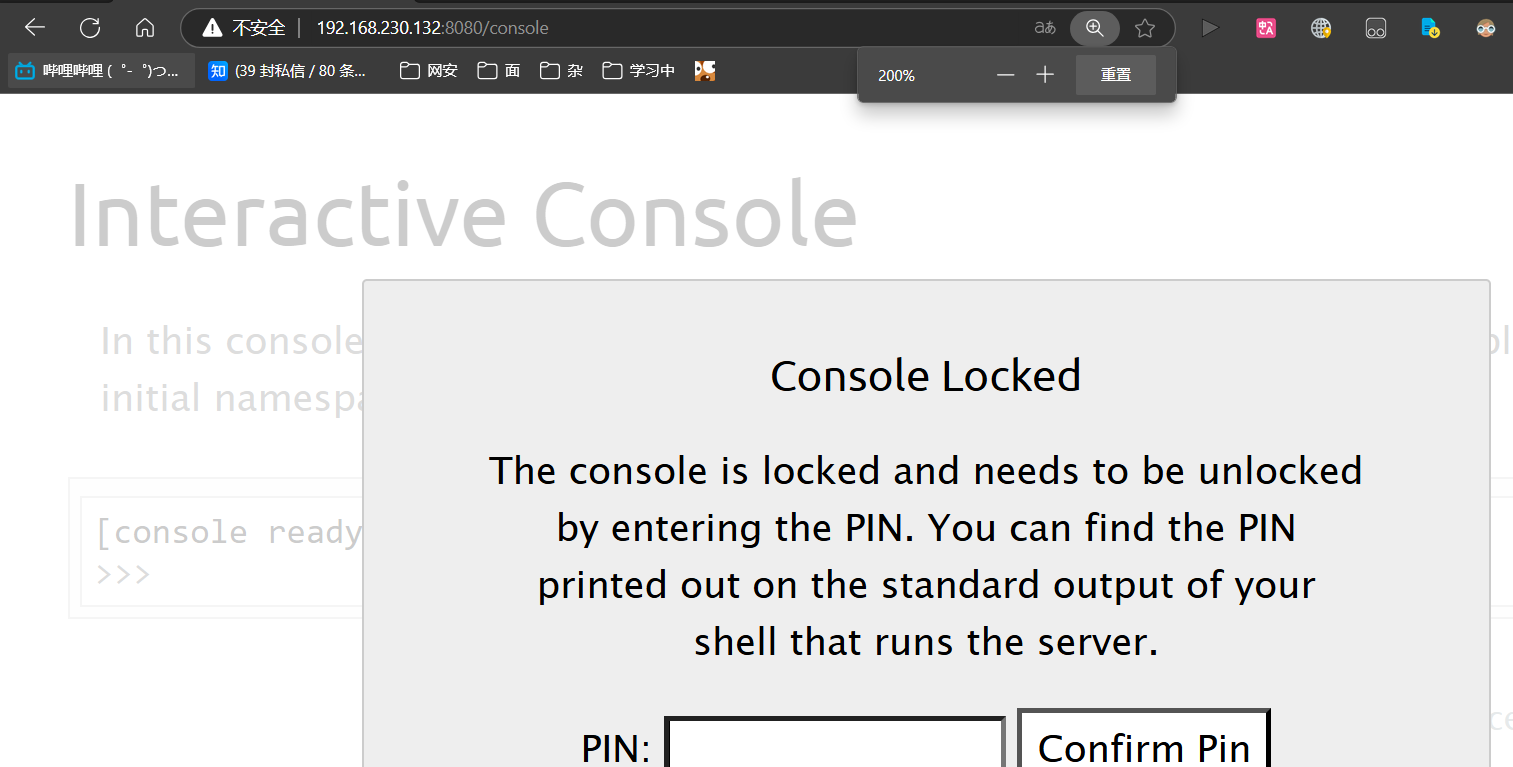 不安全 | 192.168.230.132:8080/console aあ
哔哩哔哩 (゜-゜)つ... 知 (39 封私信 / 80 条... 网安 面 杂 学习中
200% — + 重置
Interactive Console
In this console
initial namespa
[console ready
>>>
Console Locked
The console is locked and needs to be unlocked
by entering the PIN. You can find the PIN
printed out on the standard output of your
shell that runs the server.
PIN: Confirm Pin